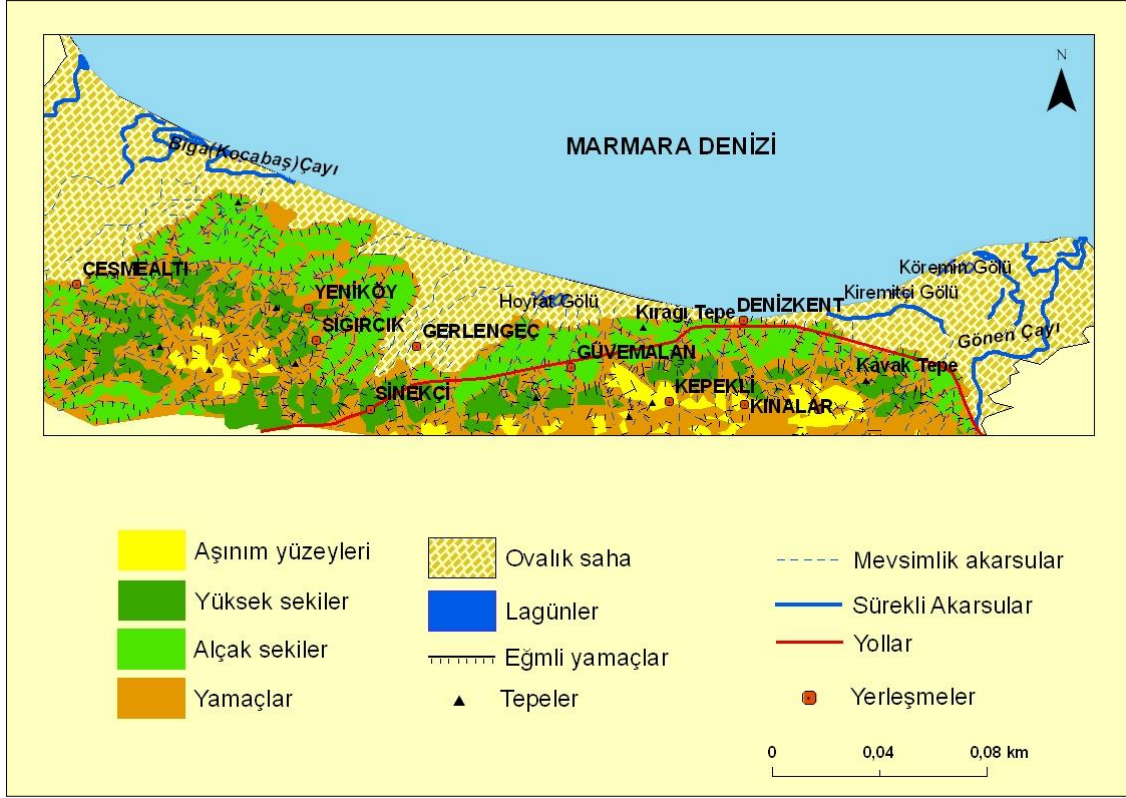 N
MARMARA DENİZİ
Biga(Kocabaş)Çayı
ÇEŞMEALTI
YENİKÖY
SIGIRCIK
GERLENGEÇ
SİNEKÇİ
Hoyrat Gölü
Kırağı Tepe
DENİZKENT
GÜVEMALAN
KEPEKLİ
KINALAR
Köremin Gölü
Kiremitçi Gölü
Gönen Çayı
Kavak Tepe
Aşınım yüzeyleri
Yüksek sekiler
Alçak sekiler
Yamaçlar
Ovalık saha
Lagünler
Eğmli yamaçlar
Tepeler
Mevsimlik akarsular
Sürekli Akarsular
Yollar
Yerleşmeler
0 0,04 0,08 km